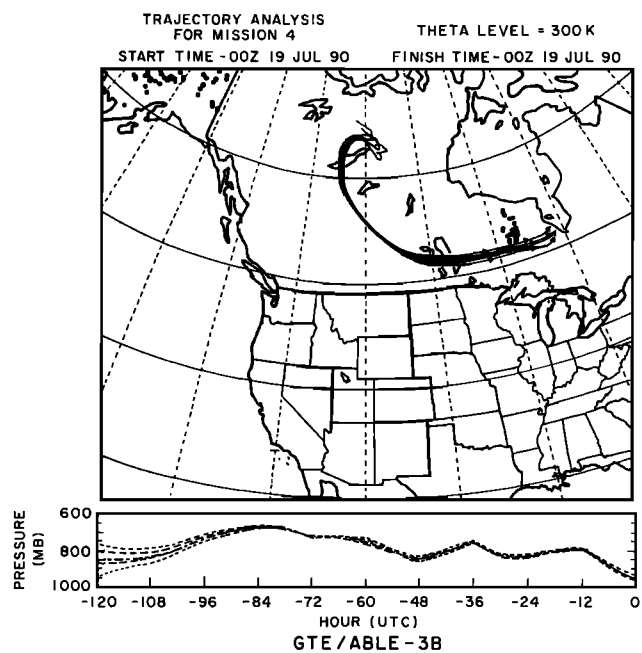 TRAJECTORY ANALYSIS
FOR MISSION 4
THETA LEVEL = 300 K
START TIME - 00Z 19 JUL 90
FINISH TIME - 00Z 19 JUL 90
600
800
1000
PRESSURE
(MB)
-120 -108 -96 -84 -72 -60 -48 -36 -24 -12 0
HOUR (UTC)
GTE/ABLE-3B